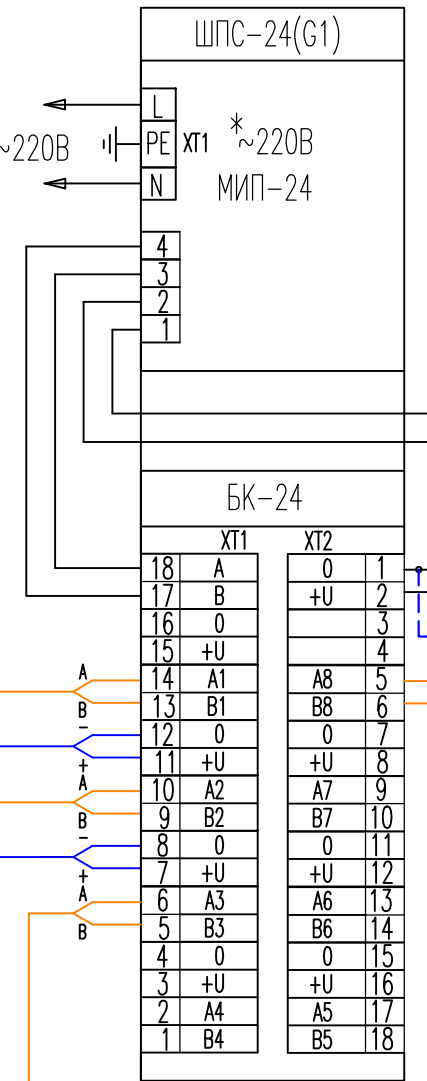 ШПС-24(G1)
L
~220В PE XT1 *~220В
N МИП-24
4
3
2
1
БК-24
XT1 XT2
18 A 0 1
17 B +U 2
16 0 3
15 +U 4
A 14 A1 A8 5
B 13 B1 B8 6
- 12 0 0 7
+ 11 +U +U 8
A 10 A2 A7 9
B 9 B2 B7 10
- 8 0 0 11
+ 7 +U +U 12
A 6 A3 A6 13
B 5 B3 B6 14
4 0 0 15
3 +U +U 16
2 A4 A5 17
1 B4 B5 18